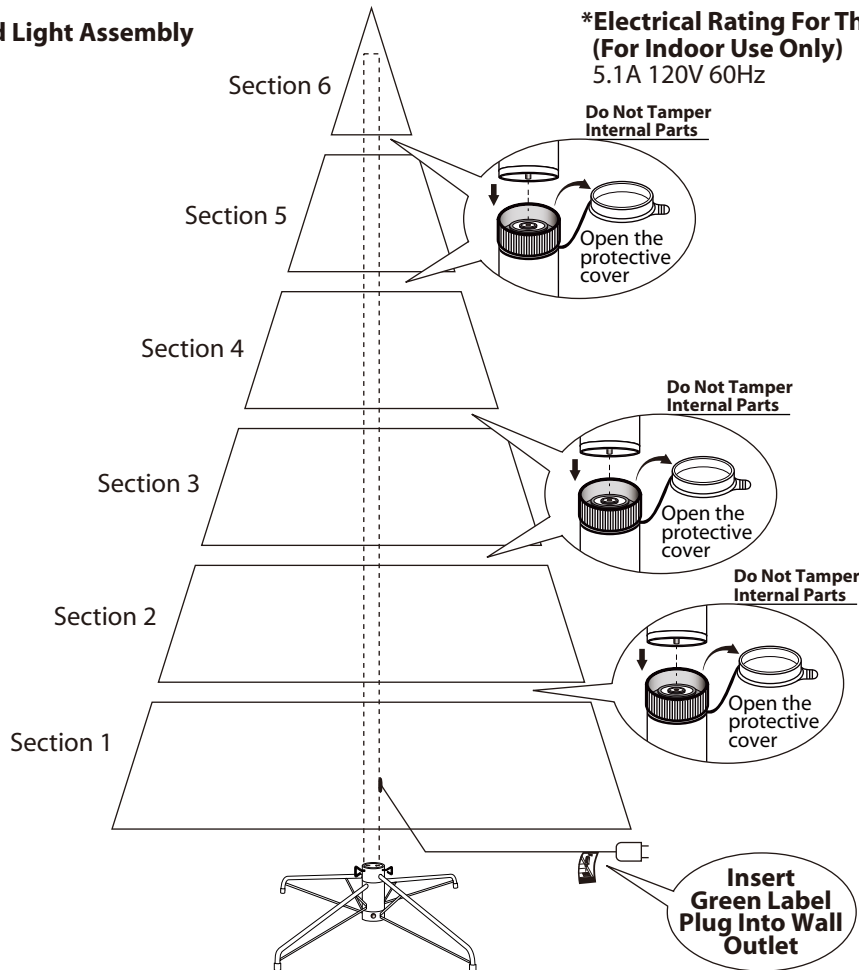 Light Assembly
*Electrical Rating For
(For Indoor Use Only)
5.1A 120V 60Hz
Section 6
Do Not Tamper
Internal Parts
Open the
protective
cover
Section 5
Section 4
Do Not Tamper
Internal Parts
Open the
protective
cover
Section 3
Do Not Tamper
Internal Parts
Open the
protective
cover
Section 2
Section 1
Insert
Green Label
Plug Into Wall
Outlet